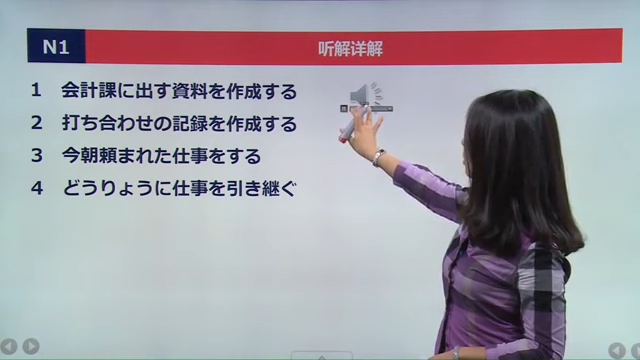 N1 听解详解
1 会計課に出す資料を作成する
2 打ち合わせの記録を作成する
3 今朝頼まれた仕事をする
4 どうりょうに仕事を引き継ぐ